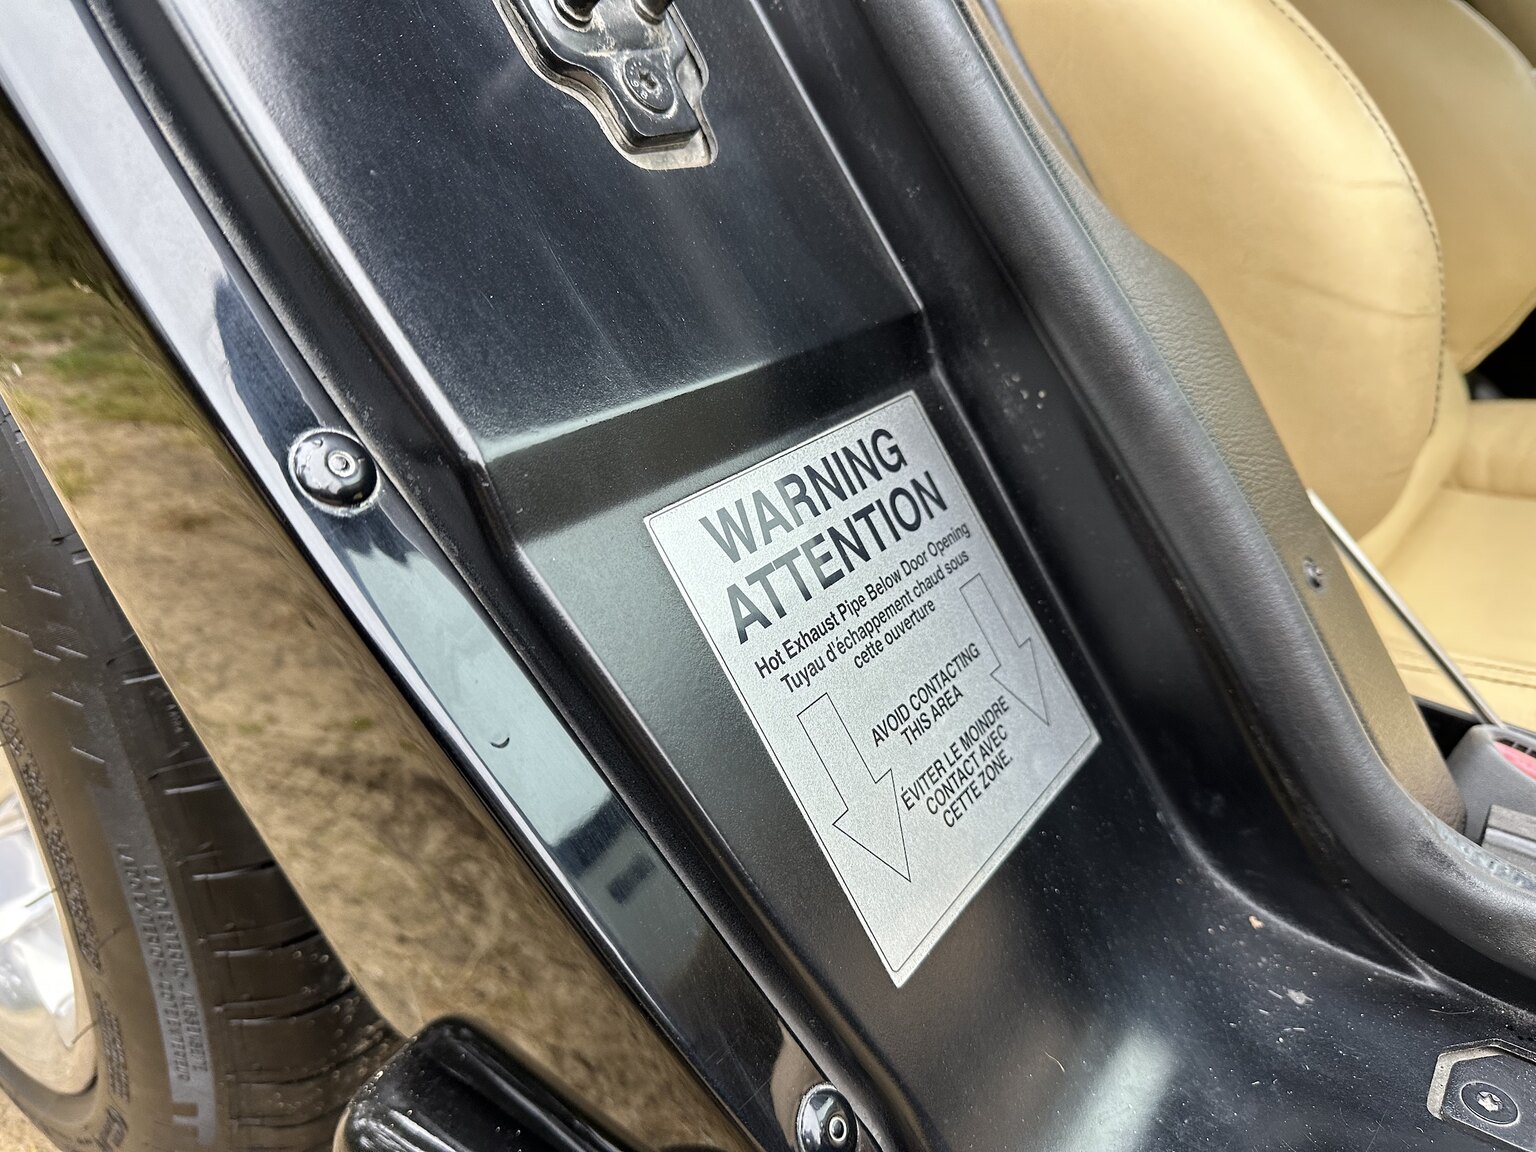 WARNING
ATTENTION
Hot Exhaust Pipe Below Door Opening
Tuyau d'échappement chaud sous
cette ouverture
AVOID CONTACTING
THIS AREA
EVITER LE MOINDRE
CONTACT AVEC
CETTE ZONE.